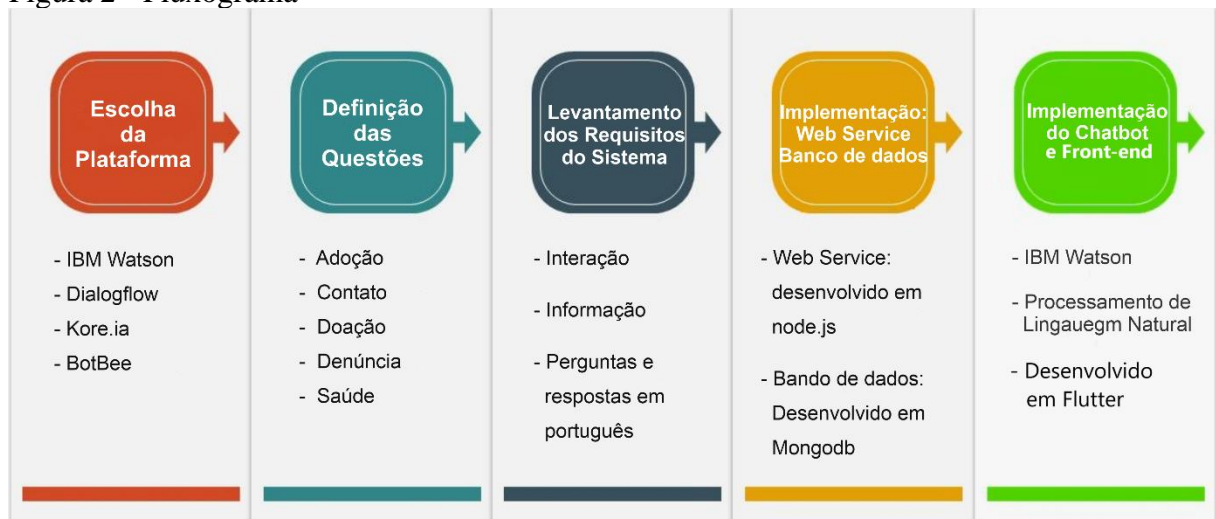 Figura 2 - Fluxograma
Escolha
da
Plataforma
- IBM Watson
- Dialogflow
- Kore.ia
- BotBee
Definição
das
Questões
- Adoção
- Contato
- Doação
- Denúncia
- Saúde
Levantamento
dos Requisitos
do Sistema
- Interação
- Informação
- Perguntas e
respostas em
português
Implementação:
Web Service
Banco de dados
- Web Service:
desenvolvido em
node.js
- Bando de dados:
Desenvolvido em
Mongodb
Implementação
do Chatbot
e Front-end
- IBM Watson
- Processamento de
Lingauegm Natural
- Desenvolvido
em Flutter